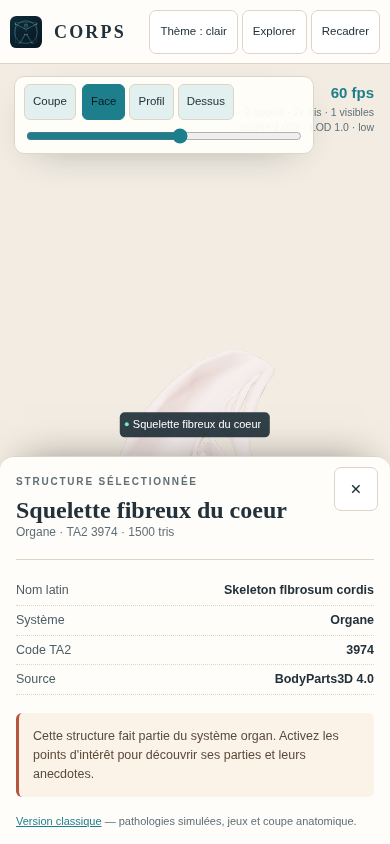 CORPS
Thème : clair
Explorer
Recadrer
Coupe
Face
Profil
Dessus
60 fps
· 1 visibles
LOD 1.0 · low
Squelette fibreux du coeur
STRUCTURE SÉLECTIONNÉE
Squelette fibreux du coeur
Organe · TA2 3974 · 1500 tris
×
Nom latin
Skeleton fIbrosum cordis
Système
Organe
Code TA2
3974
Source
BodyParts3D 4.0
Cette structure fait partie du système organ. Activez les
points d'intérêt pour découvrir ses parties et leurs
anecdotes.
Version classique — pathologies simulées, jeux et coupe anatomique.